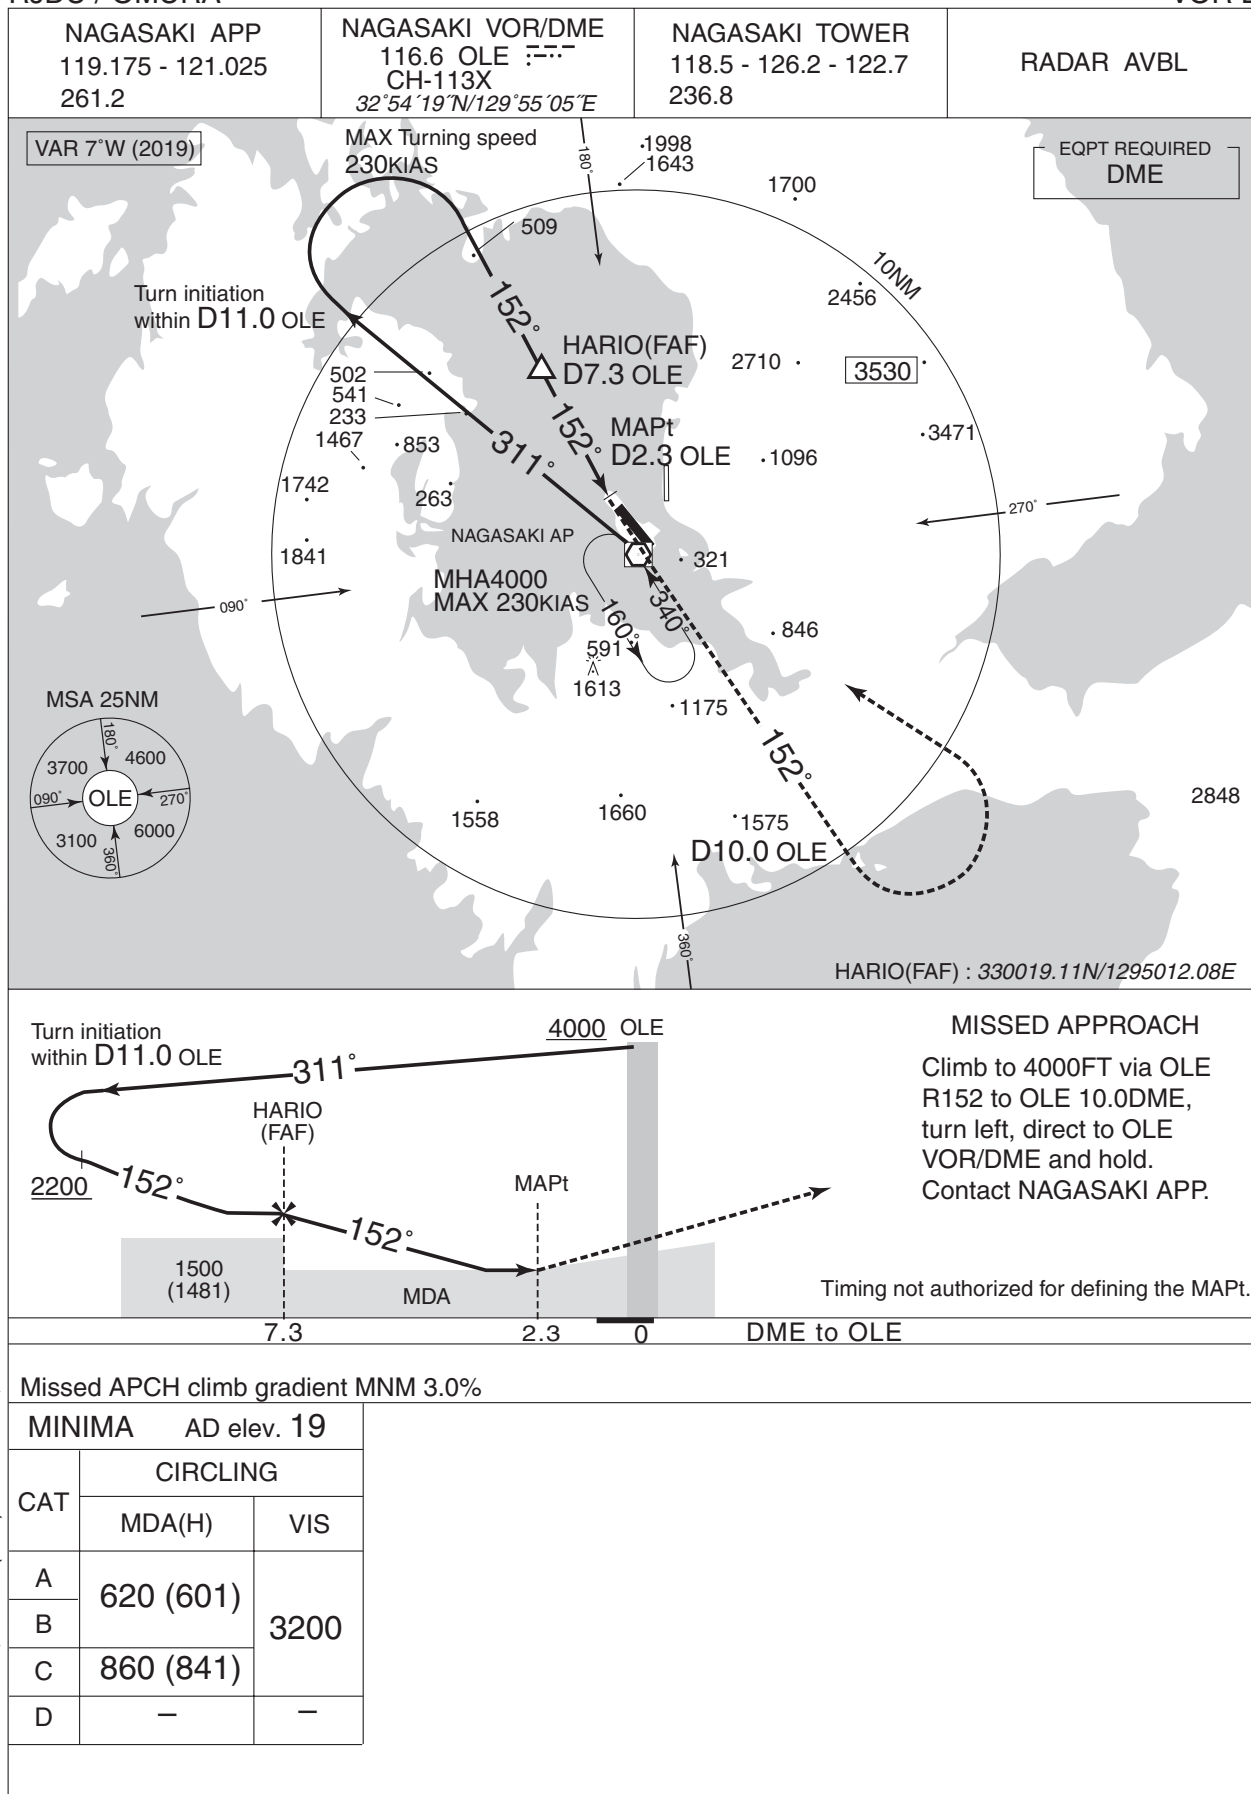 NAGASAKI APP
119.175 - 121.025
261.2
NAGASAKI VOR/DME
116.6 OLE
CH-113X
32°54´19˝N/129°55´05˝E
NAGASAKI TOWER
118.5 - 126.2 - 122.7
236.8
RADAR AVBL
VAR 7°W (2019)
MAX Turning speed
230KIAS
180°
1998
1643
1700
EQPT REQUIRED
DME
509
10NM
2456
Turn initiation
within D11.0 OLE
152°
HARIO(FAF)
D7.3 OLE
2710
3530
502
541
233
1467
853
152°
MAPt
D2.3 OLE
311°
1096
3471
1742
263
270°
NAGASAKI AP
1841
321
MHA4000
MAX 230KIAS
090°
160°
340°
591
846
1613
MSA 25NM
1175
180°
3700
4600
090°
OLE
270°
3100
6000
360°
152°
2848
1558
1660
1575
D10.0 OLE
360°
HARIO(FAF) : 330019.11N/1295012.08E
Turn initiation
within D11.0 OLE
4000 OLE
311°
HARIO
(FAF)
2200
152°
MAPt
152°
1500
(1481)
MDA
MISSED APPROACH
Climb to 4000FT via OLE
R152 to OLE 10.0DME,
turn left, direct to OLE
VOR/DME and hold.
Contact NAGASAKI APP.
Timing not authorized for defining the MAPt.
7.3
2.3
0
DME to OLE
Missed APCH climb gradient MNM 3.0%
MINIMA AD elev. 19
CAT
CIRCLING
MDA(H)
VIS
A
620 (601)
B
3200
C
860 (841)
D
–
–